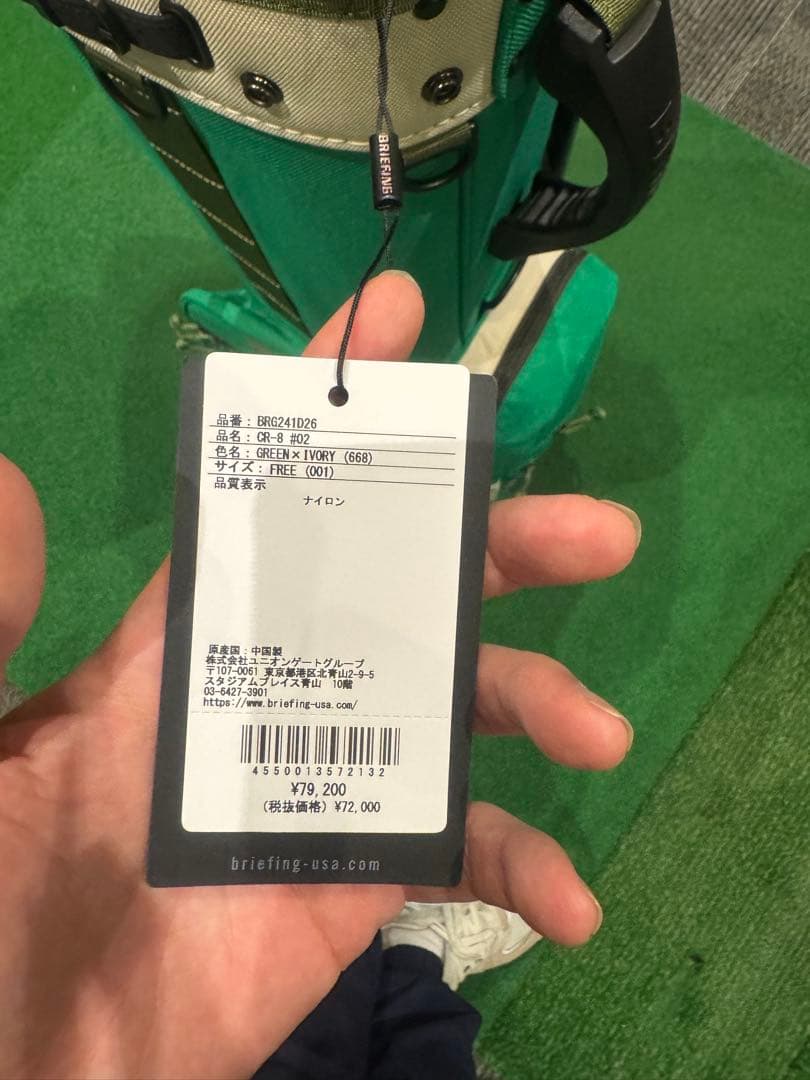 BRIEFING
品番：BRG241D26
品名：CR-8 #02
色名：GREEN×IVORY (668)
サイズ：FREE (001)
品質表示
ナイロン
原産国：中国製
株式会社ユニオンゲートグループ
〒107-0061 東京都港区北青山2-9-5
スタジアムプレイス青山 10階
03-6427-3901
https://www.briefing-usa.com/
4550013572132
¥79,200
(税抜価格) ¥72,000
briefing-usa.com